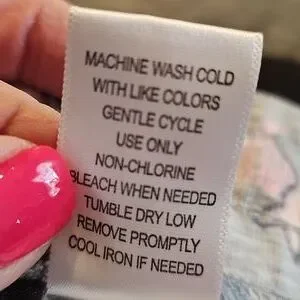 MACHINE WASH COLD
WITH LIKE COLORS
GENTLE CYCLE
USE ONLY
NON-CHLORINE
BLEACH WHEN NEEDED
TUMBLE DRY LOW
REMOVE PROMPTLY
COOL IRON IF NEEDED